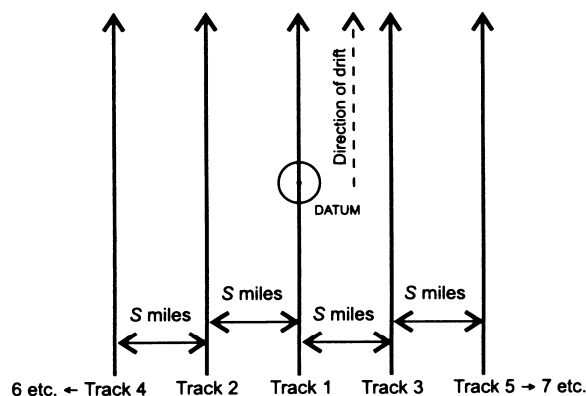 Direction of drift
DATUM
S miles
S miles
S miles
S miles
6 etc. ← Track 4 Track 2 Track 1 Track 3 Track 5 → 7 etc.